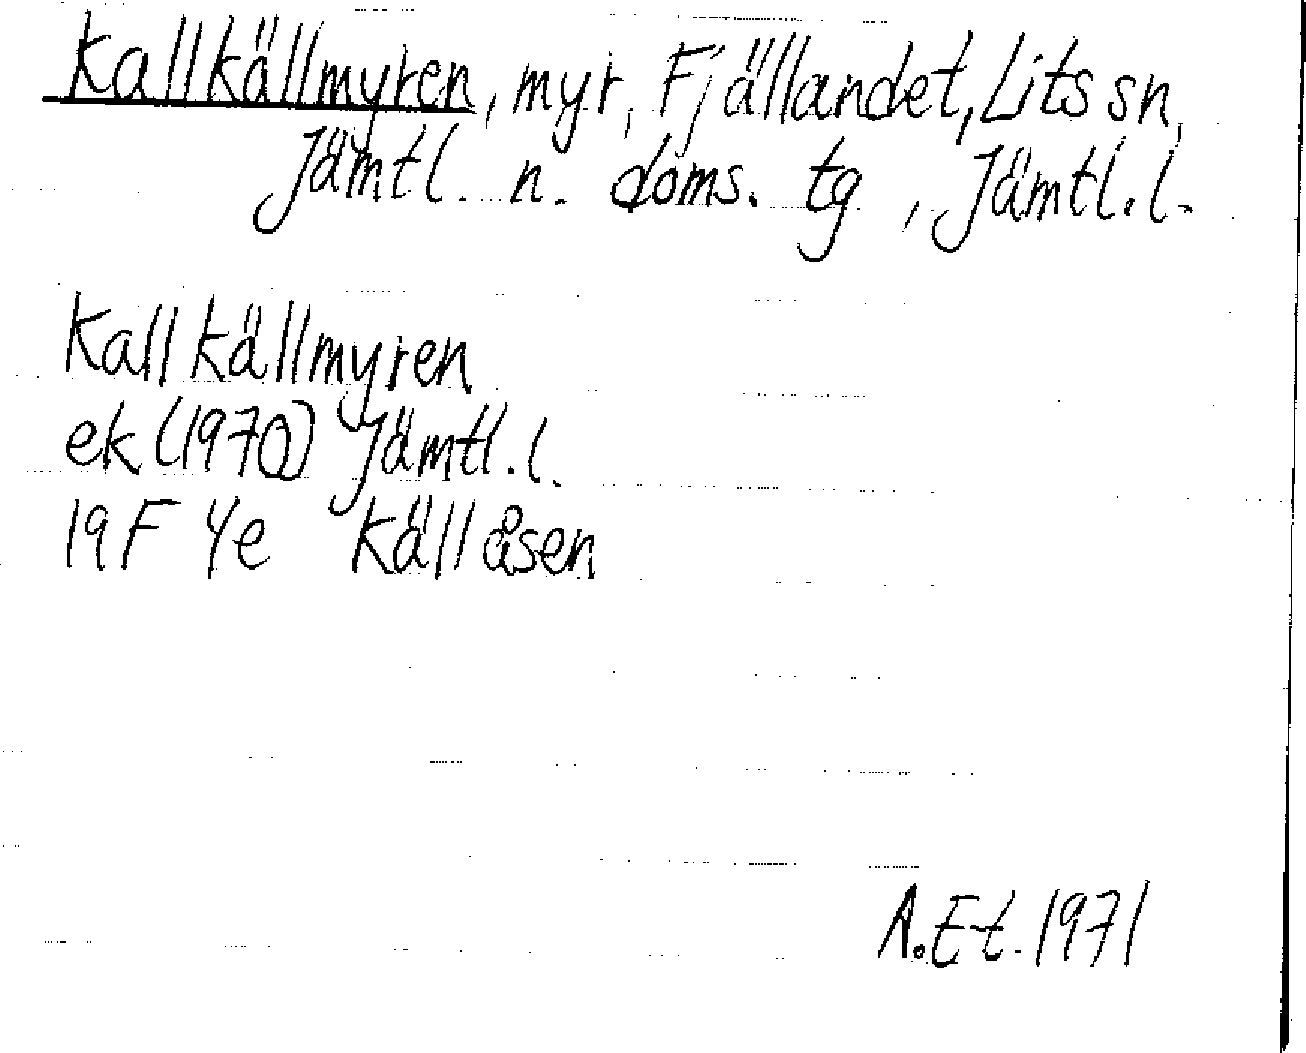 Kallkällmyren, myr, Fjällandet, Lits sn,
Jämtl. n. doms. tg, Jämtl. l.
Kallkällmyren
ek (1970) Jämtl. l.
19F 4e Källåsen
A. E-t. 1971